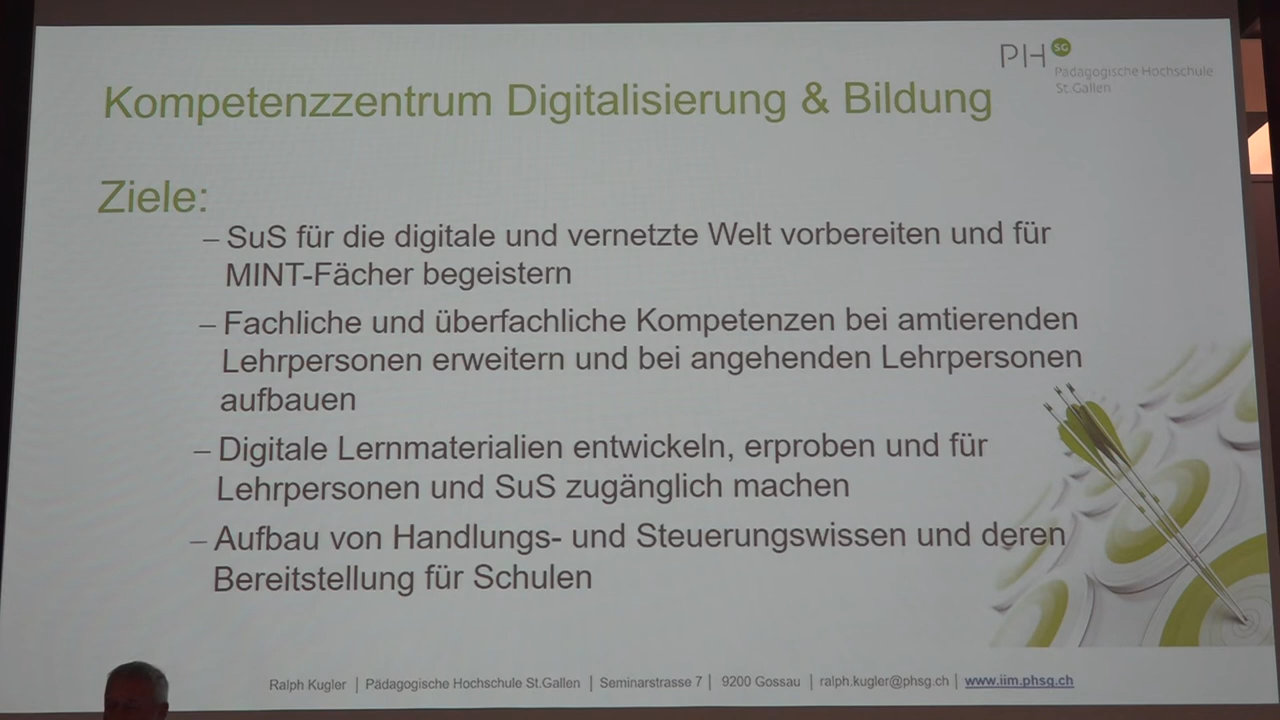 PH SG
Pädagogische Hochschule
St.Gallen
Kompetenzzentrum Digitalisierung & Bildung
Ziele:
– SuS für die digitale und vernetzte Welt vorbereiten und für
MINT-Fächer begeistern
– Fachliche und überfachliche Kompetenzen bei amtierenden
Lehrpersonen erweitern und bei angehenden Lehrpersonen
aufbauen
– Digitale Lernmaterialien entwickeln, erproben und für
Lehrpersonen und SuS zugänglich machen
– Aufbau von Handlungs- und Steuerungswissen und deren
Bereitstellung für Schulen
Ralph Kugler | Pädagogische Hochschule St.Gallen | Seminarstrasse 7 | 9200 Gossau | ralph.kugler@phsg.ch | www.iim.phsg.ch